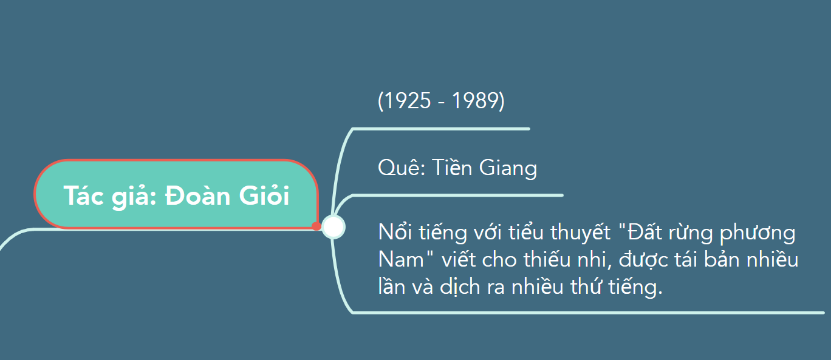 (1925 - 1989)
Tác giả: Đoàn Giỏi
Quê: Tiền Giang
Nổi tiếng với tiểu thuyết "Đất rừng phương
Nam" viết cho thiếu nhi, được tái bản nhiều
lần và dịch ra nhiều thứ tiếng.